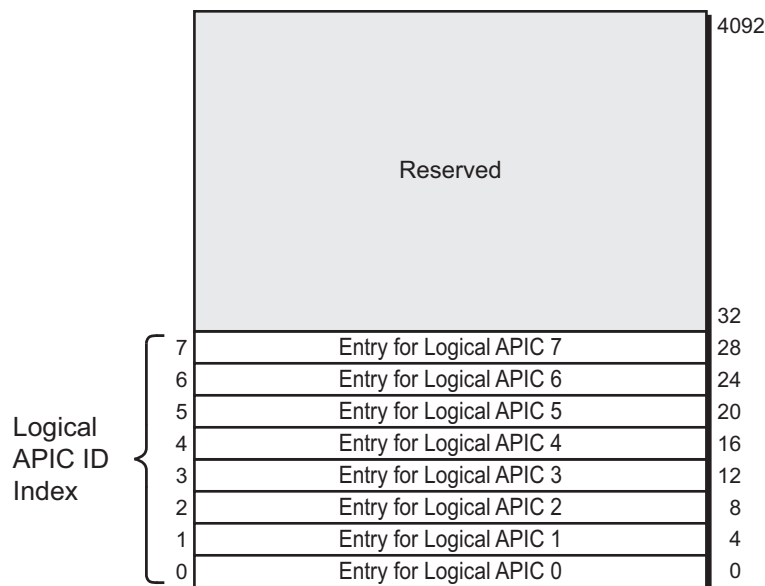 4092
Reserved
32
7 Entry for Logical APIC 7 28
6 Entry for Logical APIC 6 24
5 Entry for Logical APIC 5 20
4 Entry for Logical APIC 4 16
3 Entry for Logical APIC 3 12
2 Entry for Logical APIC 2 8
1 Entry for Logical APIC 1 4
0 Entry for Logical APIC 0 0
Logical
APIC ID
Index